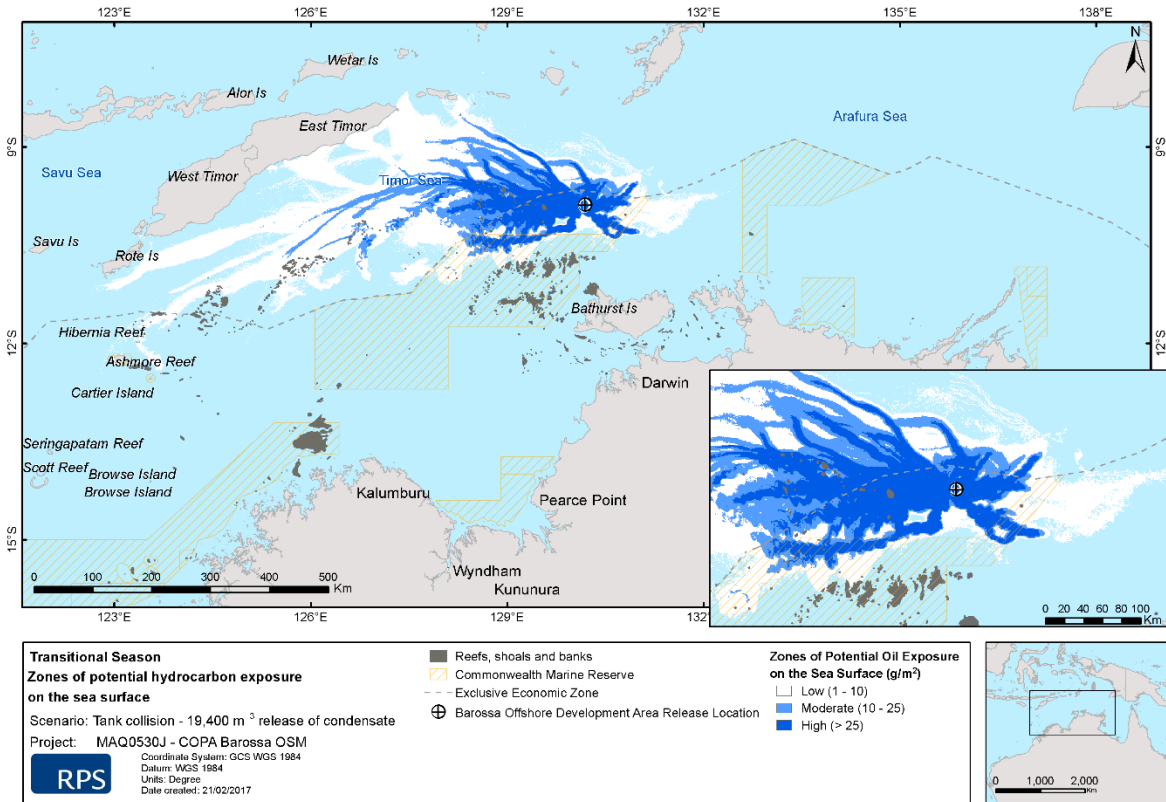 123°E 126°E 129°E 132°E 135°E 138°E
N
Wetar Is
Alor Is
East Timor
Arafura Sea
9°S 9°S
Savu Sea
West Timor
Timor Sea
Savu Is
Rote Is
Bathurst Is
Hibernia Reef
12°S 12°S
Ashmore Reef
Darwin
Cartier Island
Seringapatam Reef
Scott Reef
Browse Island
Browse Island
Kalumburu
Pearce Point
15°S
Wyndham
Kununura
0 100 200 300 400 500
Km
0 20 40 60 80 100
Km
123°E 126°E 129°E 132°E 135°E 138°E
Transitional Season
Zones of potential hydrocarbon exposure
on the sea surface
Scenario: Tank collision - 19,400 m³ release of condensate
Project: MAQ0530J - COPA Barossa OSM
RPS
Coordinate System: GCS WGS 1984
Datum: WGS 1984
Units: Degree
Date created: 21/02/2017
Reefs, shoals and banks
Commonwealth Marine Reserve
Exclusive Economic Zone
Barossa Offshore Development Area Release Location
Zones of Potential Oil Exposure
on the Sea Surface (g/m²)
Low (1 - 10)
Moderate (10 - 25)
High (> 25)
0 1,000 2,000
Km